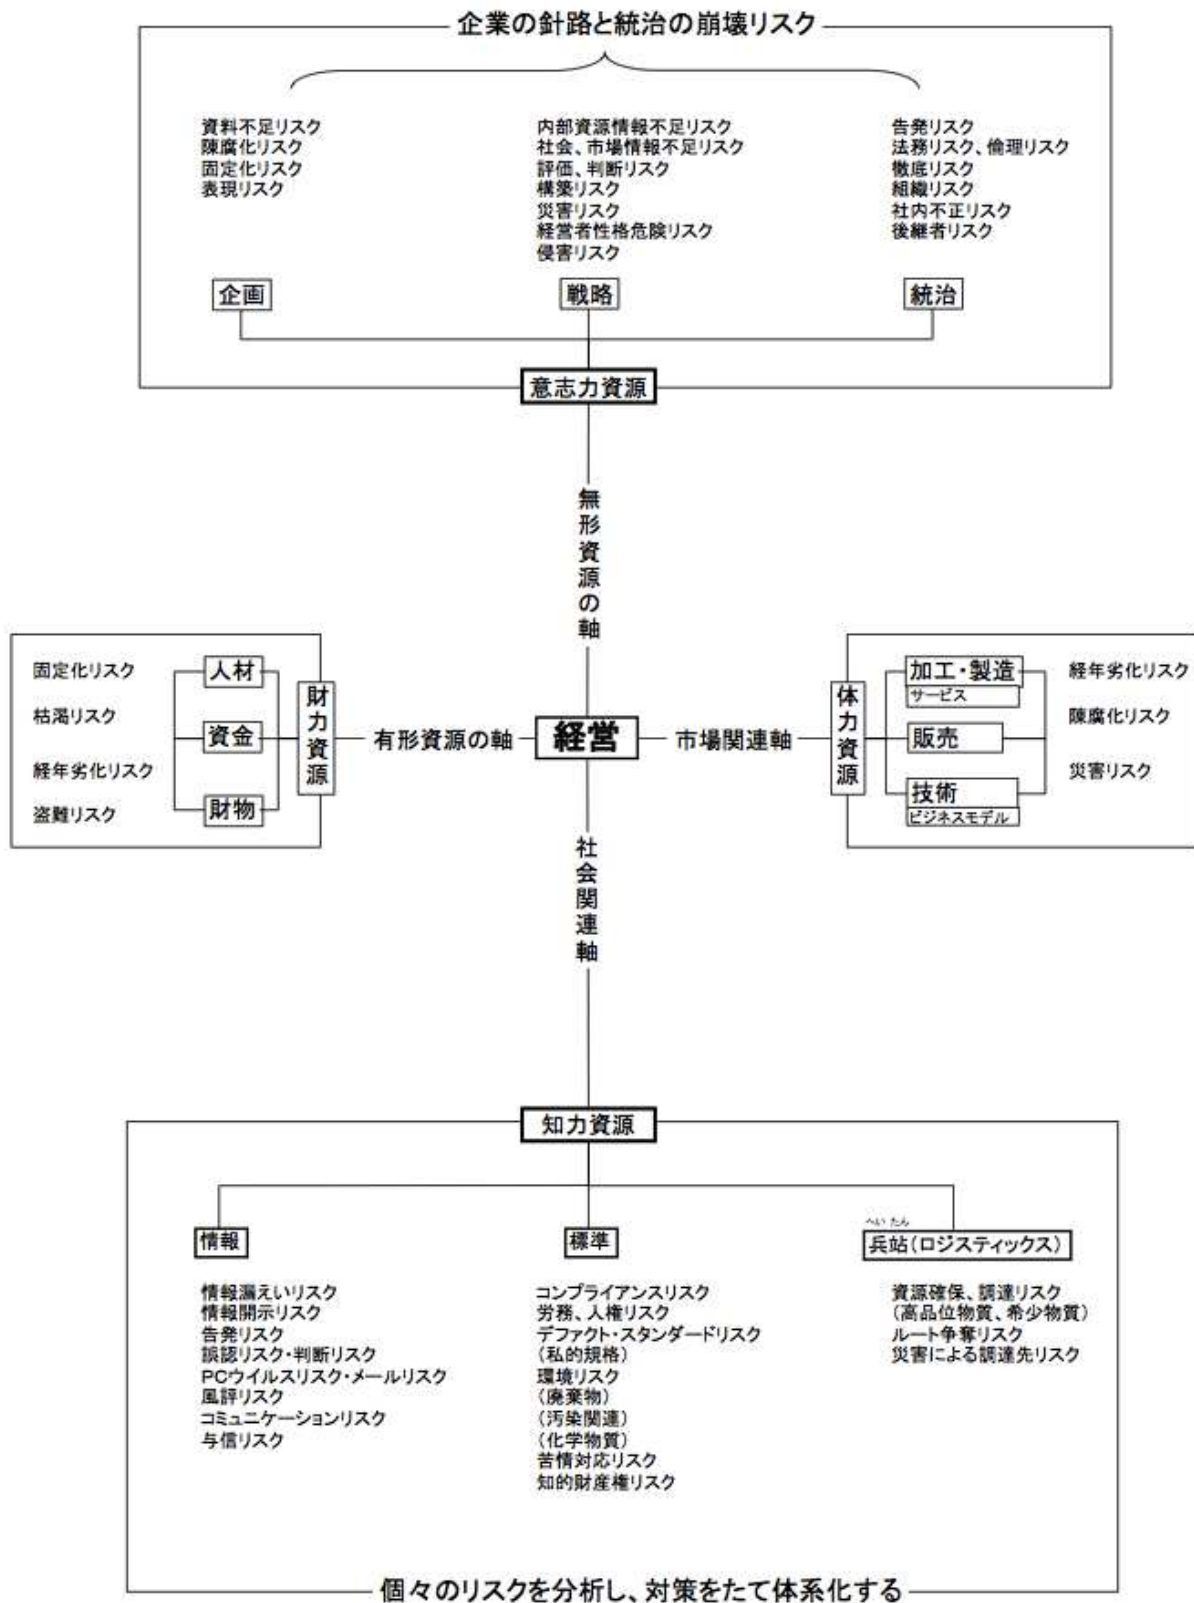 企業の針路と統治の崩壊リスク
資料不足リスク
陳腐化リスク
固定化リスク
表現リスク
内部資源情報不足リスク
社会、市場情報不足リスク
評価、判断リスク
構築リスク
災害リスク
経営者性格危険リスク
侵害リスク
告発リスク
法務リスク、倫理リスク
徹底リスク
組織リスク
社内不正リスク
後継者リスク
企画
戦略
統治
意志力資源
無形資源の軸
固定化リスク
枯渇リスク
経年劣化リスク
盗難リスク
人材
資金
財物
財力資源
有形資源の軸
経営
市場関連軸
体力資源
加工・製造
サービス
販売
技術
ビジネスモデル
経年劣化リスク
陳腐化リスク
災害リスク
社会関連軸
知力資源
情報
標準
へい たん
兵站(ロジスティックス)
情報漏えいリスク
情報開示リスク
告発リスク
誤認リスク・判断リスク
PCウイルスリスク・メールリスク
風評リスク
コミュニケーションリスク
与信リスク
コンプライアンスリスク
労務、人権リスク
デファクト・スタンダードリスク
(私的規格)
環境リスク
(廃棄物)
(汚染関連)
(化学物質)
苦情対応リスク
知的財産権リスク
資源確保、調達リスク
(高品位物質、希少物質)
ルート争奪リスク
災害による調達先リスク
個々のリスクを分析し、対策をたて体系化する